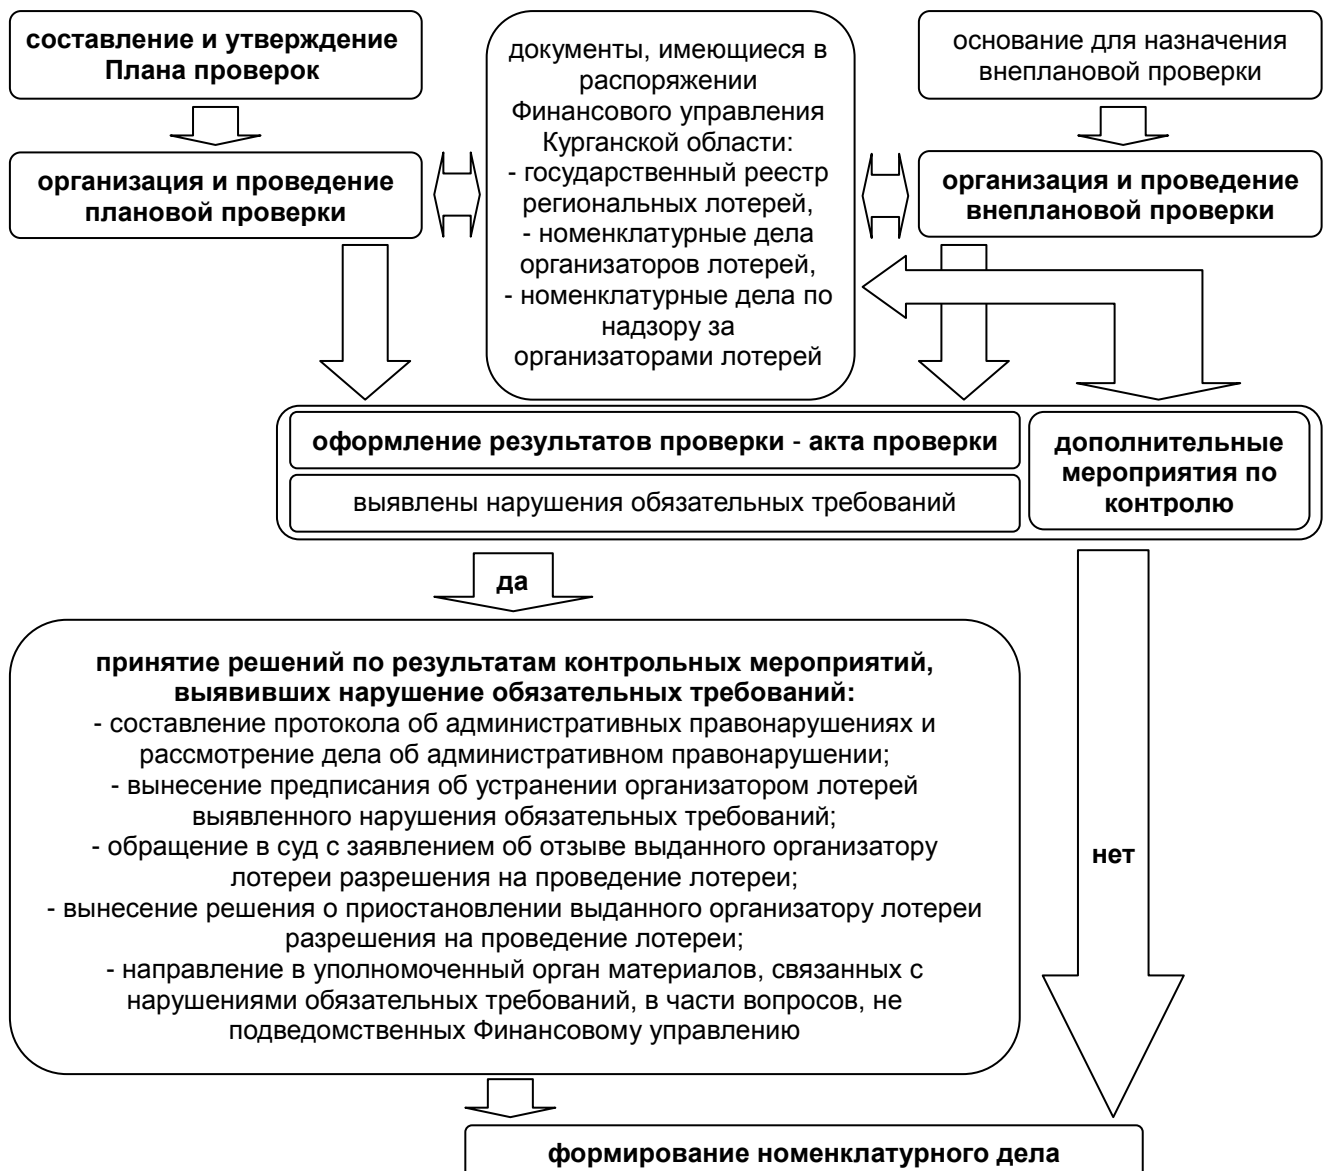 составление и утверждение
Плана проверок
организация и проведение
плановой проверки
документы, имеющиеся в
распоряжении
Финансового управления
Курганской области:
- государственный реестр
региональных лотерей,
- номенклатурные дела
организаторов лотерей,
- номенклатурные дела по
надзору за
организаторами лотерей
основание для назначения
внеплановой проверки
организация и проведение
внеплановой проверки
оформление результатов проверки - акта проверки
выявлены нарушения обязательных требований
дополнительные
мероприятия по
контролю
да
принятие решений по результатам контрольных мероприятий,
выявивших нарушение обязательных требований:
- составление протокола об административных правонарушениях и
рассмотрение дела об административном правонарушении;
- вынесение предписания об устранении организатором лотерей
выявленного нарушения обязательных требований;
- обращение в суд с заявлением об отзыве выданного организатору
лотереи разрешения на проведение лотереи;
- вынесение решения о приостановлении выданного организатору лотереи
разрешения на проведение лотереи;
- направление в уполномоченный орган материалов, связанных с
нарушениями обязательных требований, в части вопросов, не
подведомственных Финансовому управлению
нет
формирование номенклатурного дела